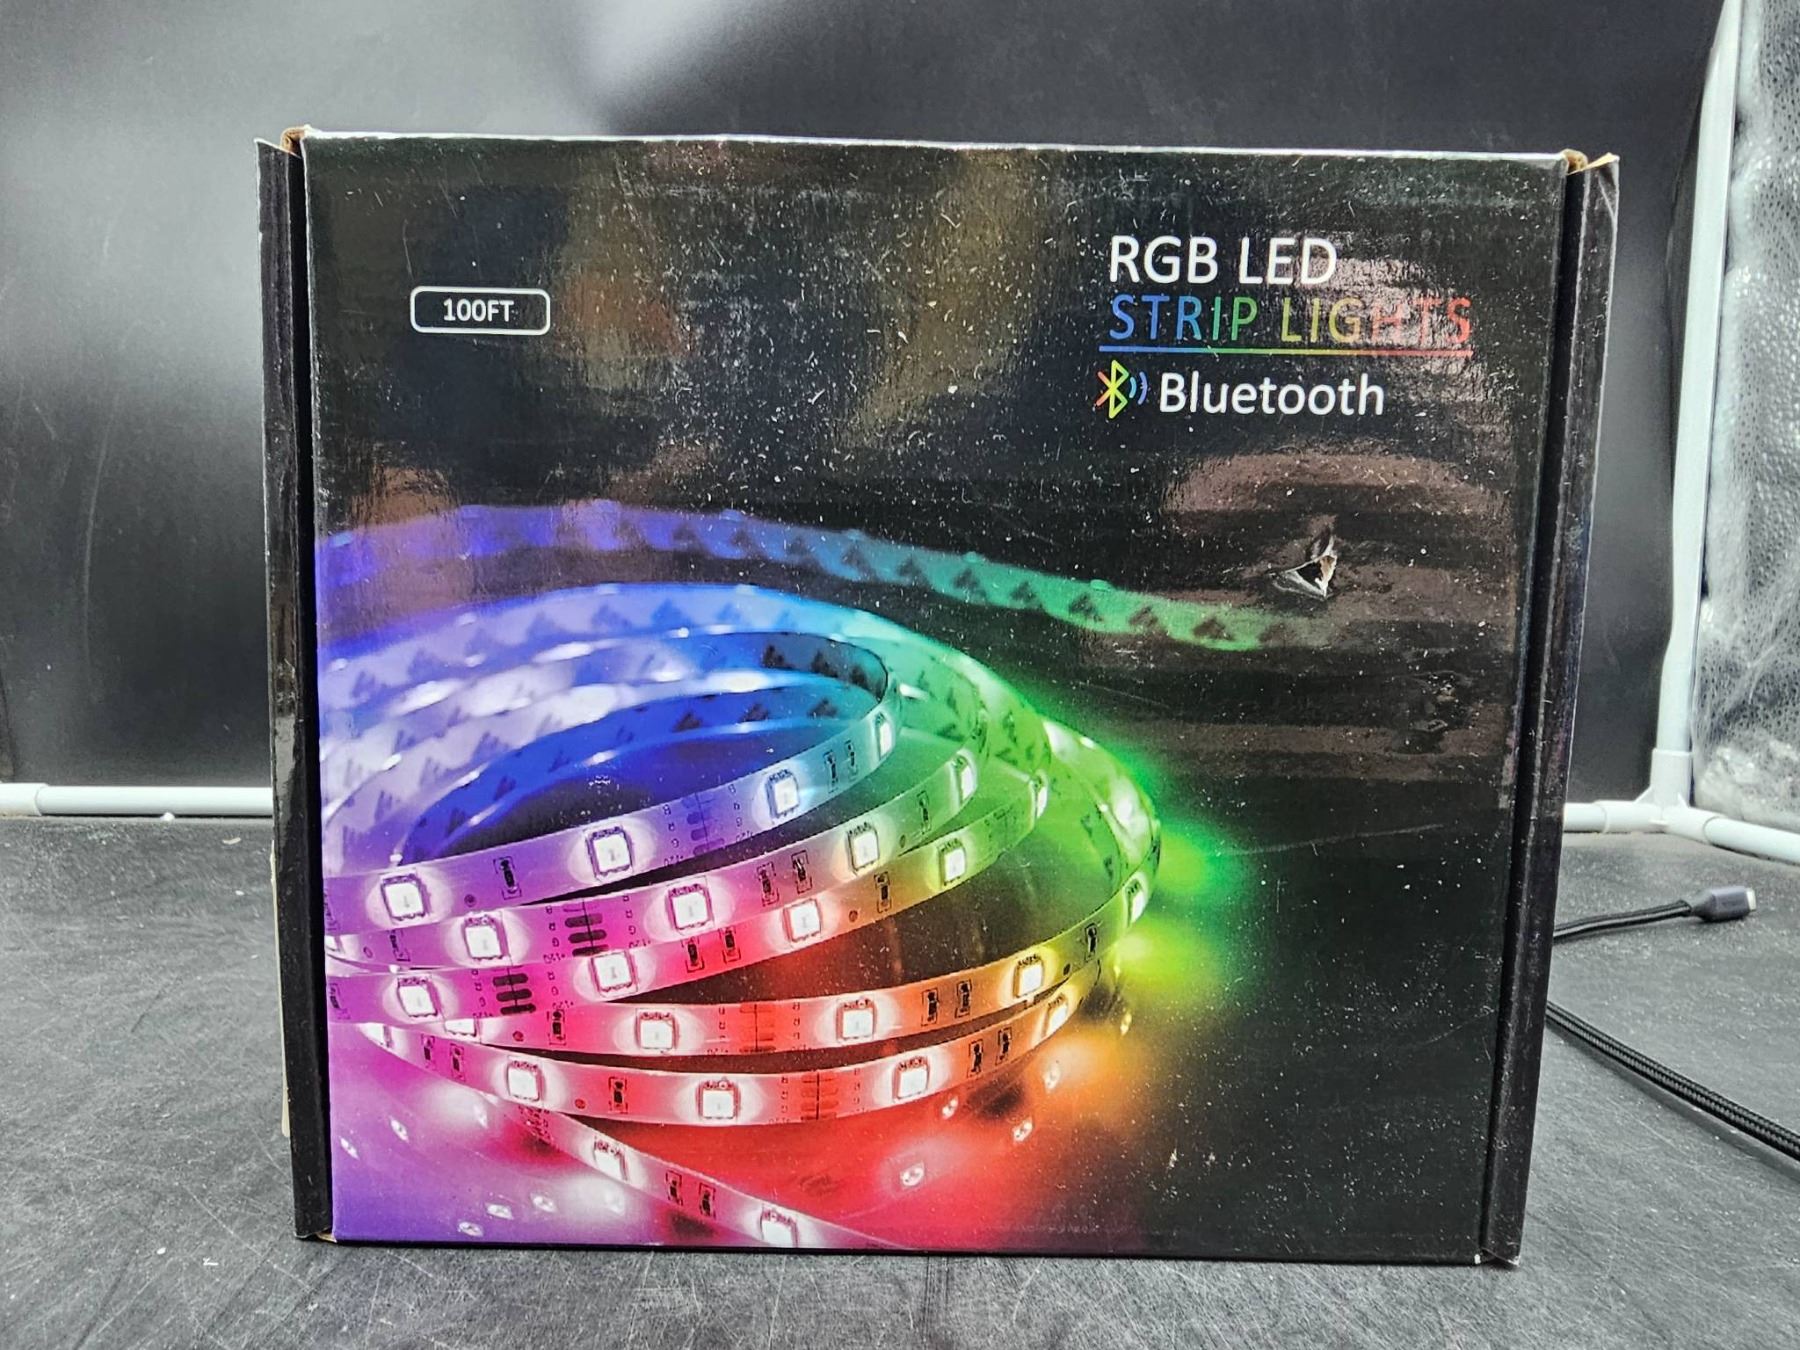 100FT
RGB LED
STRIP LIGHTS
Bluetooth